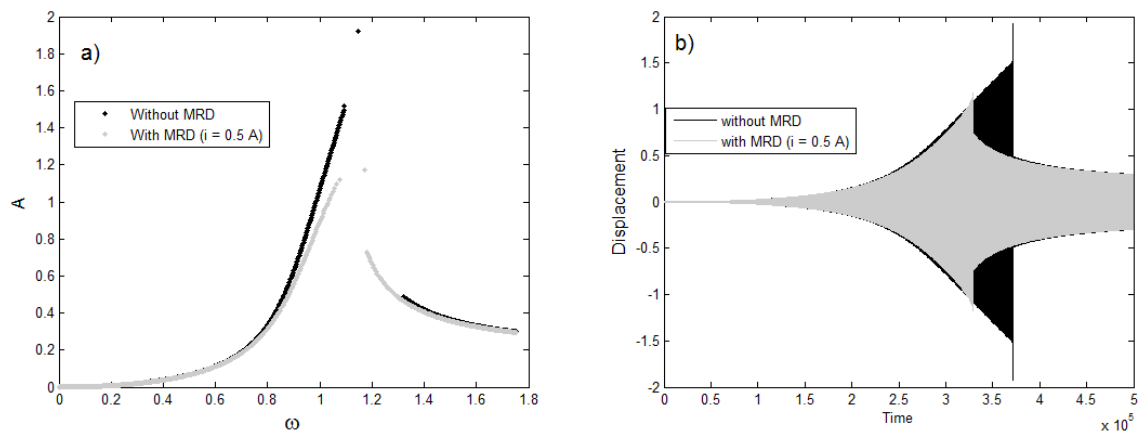 a)
2
1.8
1.6
1.4
1.2
1
0.8
0.6
0.4
0.2
0
A
Without MRD
With MRD (i = 0.5 A)
0 0.2 0.4 0.6 0.8 1 1.2 1.4 1.6 1.8
ω
b)
2
1.5
1
0.5
0
-0.5
-1
-1.5
-2
Displacement
without MRD
with MRD (i = 0.5 A)
0 0.5 1 1.5 2 2.5 3 3.5 4 4.5 5
Time
x 10⁵